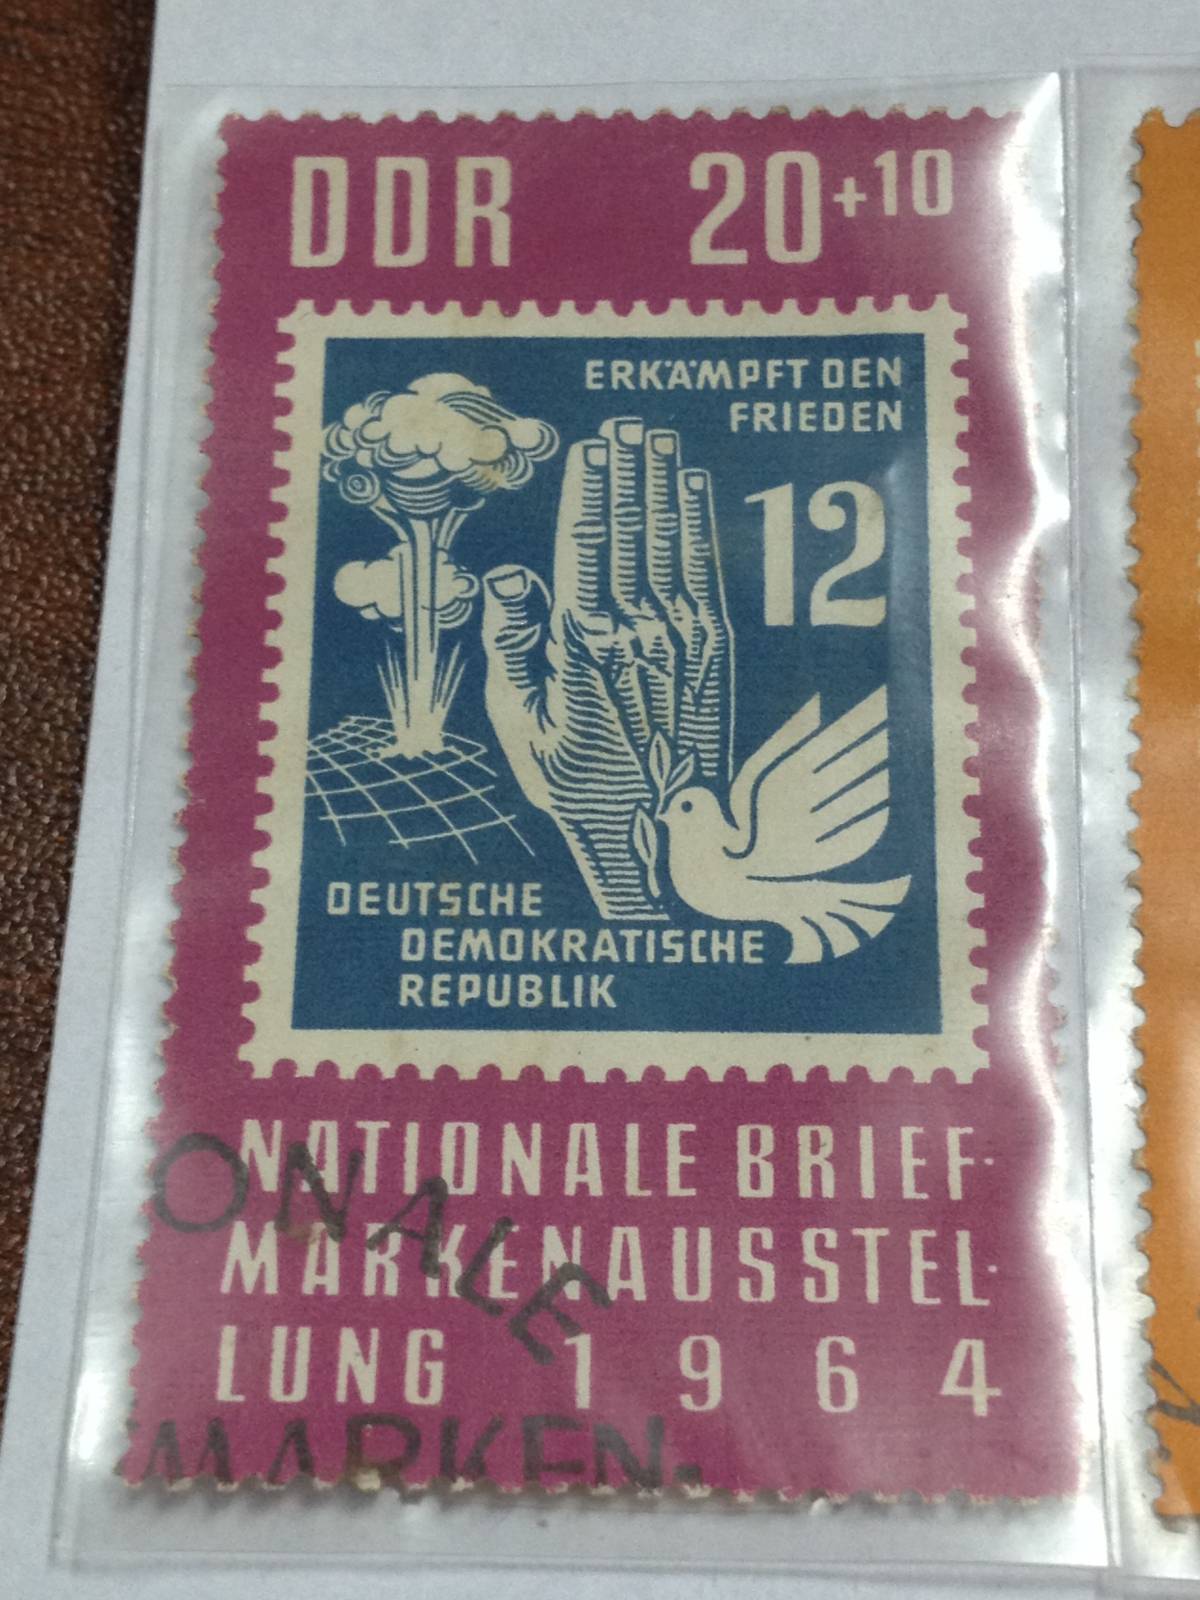 DDR 20+10
ERKÄMPFT DEN
FRIEDEN
12
DEUTSCHE
DEMOKRATISCHE
REPUBLIK
NATIONALE BRIEF-
MARKENAUSSTEL-
LUNG 1964
ONALE
MARKEN-